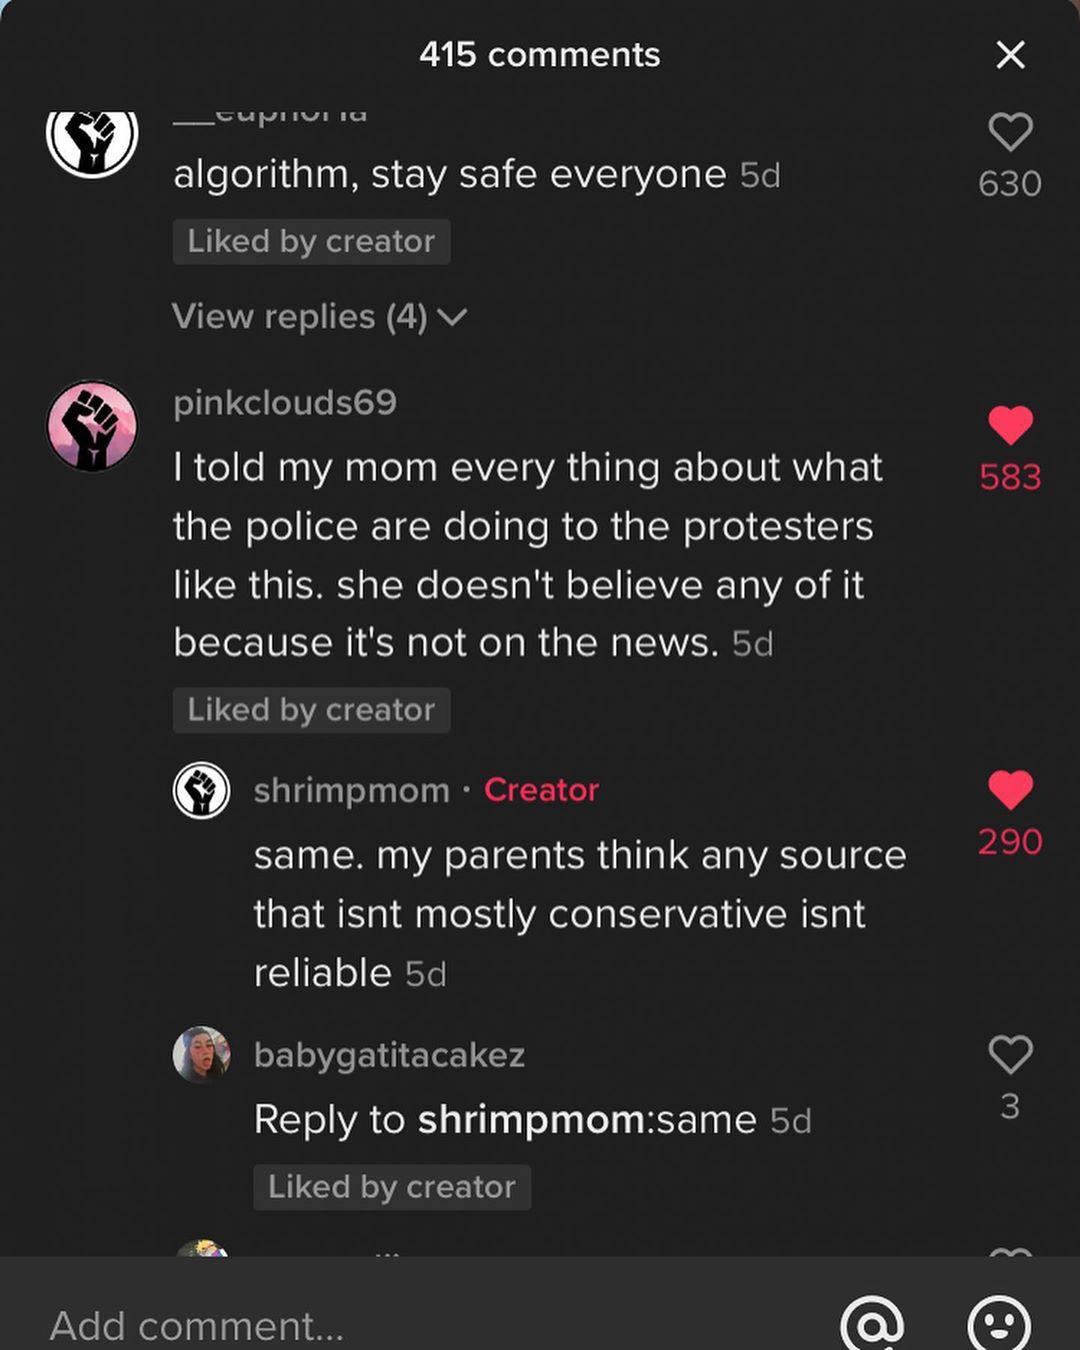 415 comments
__euphoria
algorithm, stay safe everyone 5d
630
Liked by creator
View replies (4)
pinkclouds69
I told my mom every thing about what
the police are doing to the protesters
like this. she doesn't believe any of it
because it's not on the news. 5d
583
Liked by creator
shrimpmom · Creator
same. my parents think any source
that isnt mostly conservative isnt
reliable 5d
290
babygatitacakez
Reply to shrimpmom:same 5d
3
Liked by creator
Add comment...